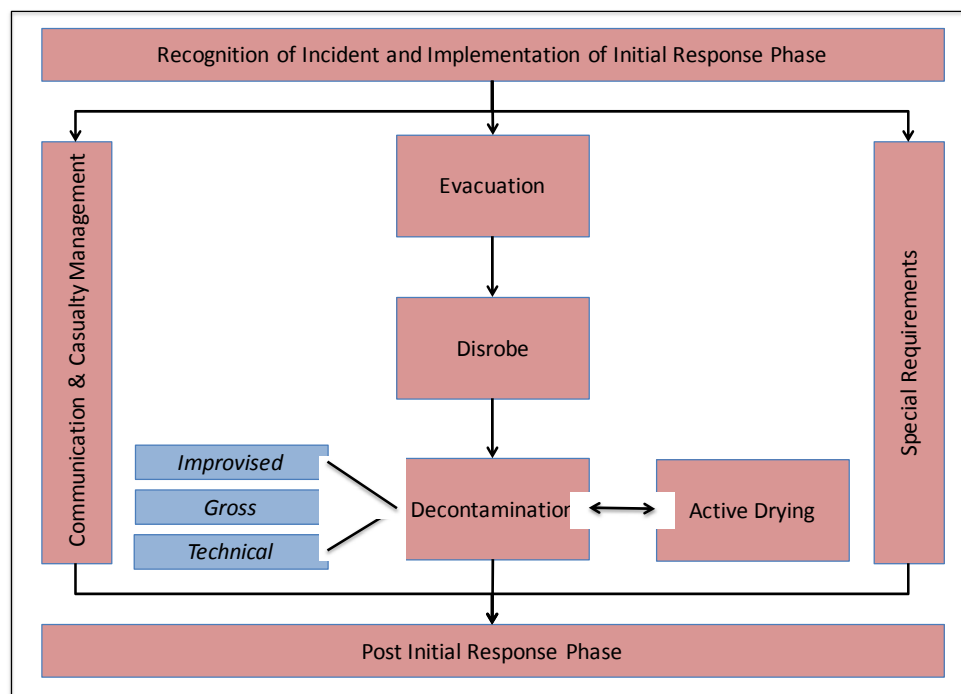 Recognition of Incident and Implementation of Initial Response Phase
Communication & Casualty Management
Evacuation
Special Requirements
Disrobe
Improvised
Gross
Technical
Decontamination
Active Drying
Post Initial Response Phase